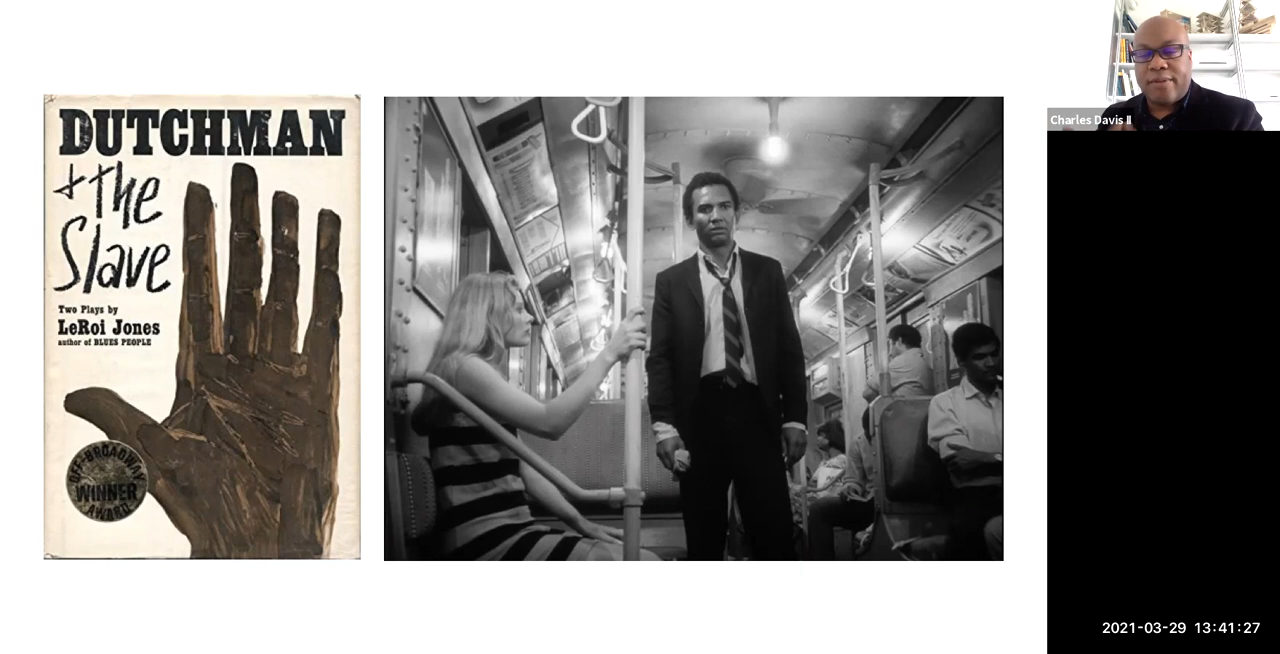 DUTCHMAN
+ the
Slave
Two Plays by
LeRoi Jones
author of BLUES PEOPLE
OFF-BROADWAY
WINNER
AWARD
Charles Davis II
2021-03-29 13:41:27